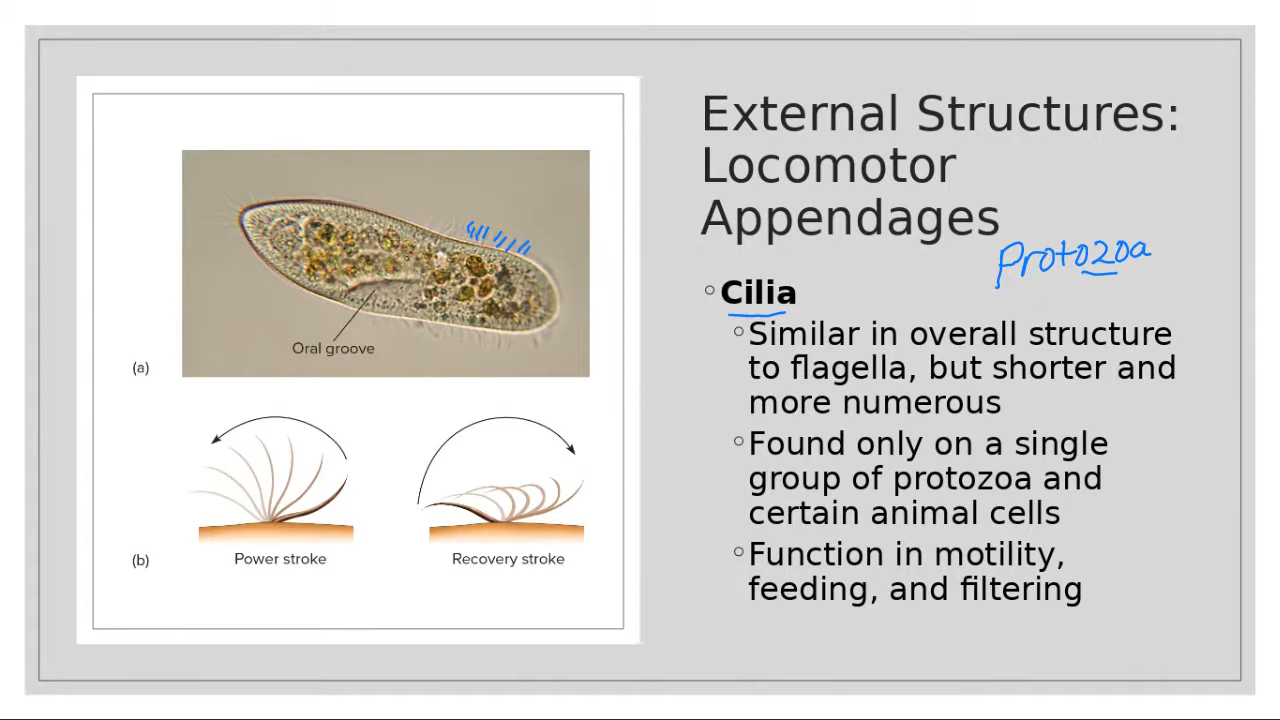 External Structures:
Locomotor
Appendages
Protozoa
◦Cilia
◦Similar in overall structure
to flagella, but shorter and
more numerous
◦Found only on a single
group of protozoa and
certain animal cells
◦Function in motility,
feeding, and filtering
Oral groove
(a)
(b)
Power stroke
Recovery stroke